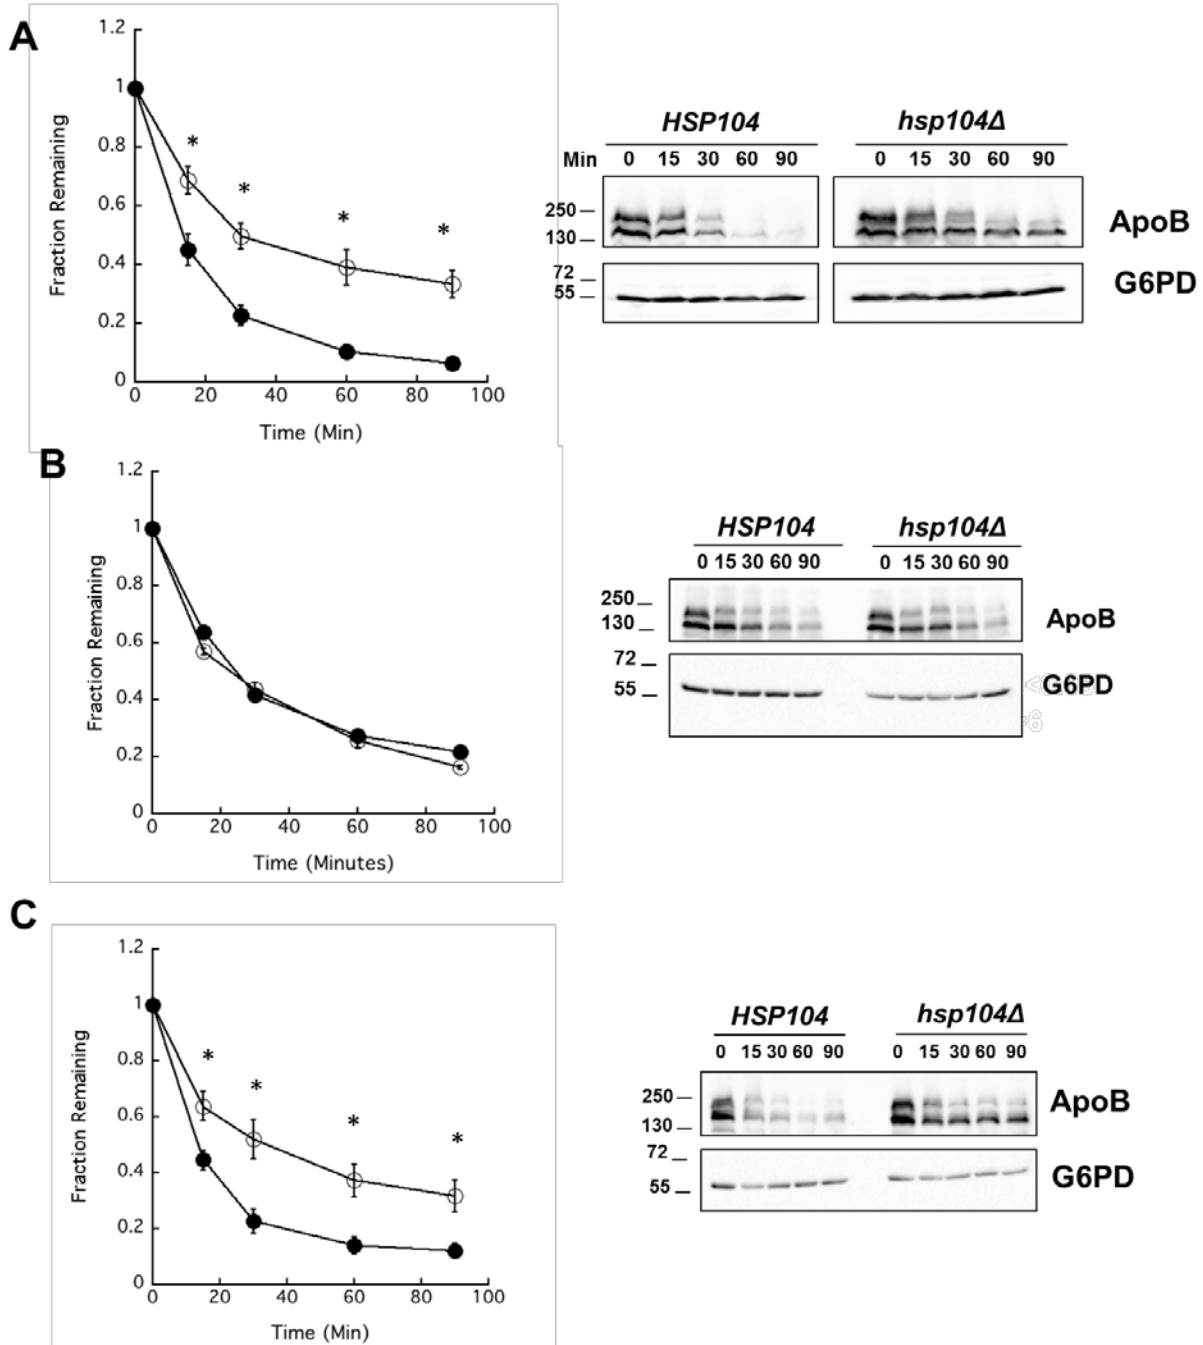 A
1.2
1
0.8
0.6
0.4
0.2
0
0 20 40 60 80 100
Fraction Remaining
Time (Min)
* * * *
HSP104 hsp104Δ
Min 0 15 30 60 90 0 15 30 60 90
250
130
ApoB
72
55
G6PD
B
1.2
1
0.8
0.6
0.4
0.2
0
0 20 40 60 80 100
Fraction Remaining
Time (Minutes)
HSP104 hsp104Δ
0 15 30 60 90 0 15 30 60 90
250
130
ApoB
72
55
G6PD
6
C
1.2
1
0.8
0.6
0.4
0.2
0
0 20 40 60 80 100
Fraction Remaining
Time (Min)
* * * *
HSP104 hsp104Δ
0 15 30 60 90 0 15 30 60 90
250
130
ApoB
72
55
G6PD